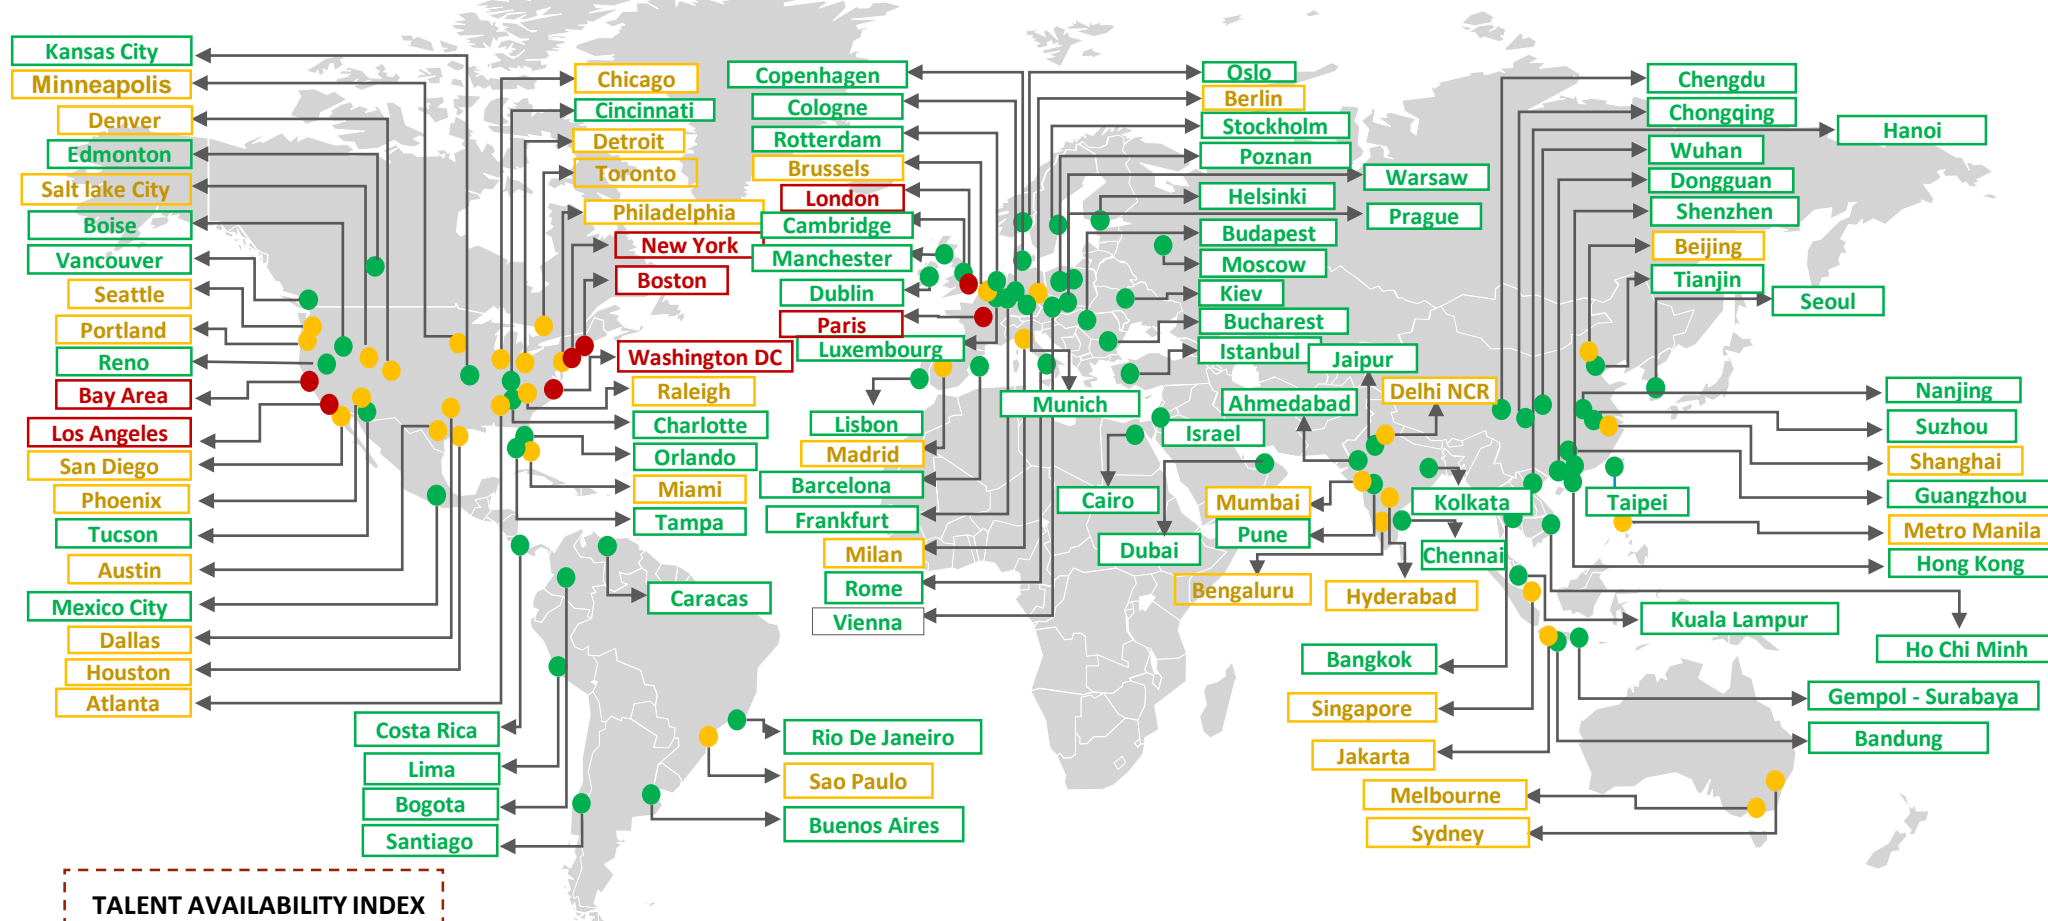 Kansas City
Minneapolis
Denver
Edmonton
Salt lake City
Boise
Vancouver
Seattle
Portland
Reno
Bay Area
Los Angeles
San Diego
Phoenix
Tucson
Austin
Mexico City
Dallas
Houston
Atlanta
Chicago
Cincinnati
Detroit
Toronto
Philadelphia
New York
Boston
Washington DC
Raleigh
Charlotte
Orlando
Miami
Tampa
Caracas
Costa Rica
Lima
Bogota
Santiago
Rio De Janeiro
Sao Paulo
Buenos Aires
Copenhagen
Cologne
Rotterdam
Brussels
London
Cambridge
Manchester
Dublin
Paris
Luxembourg
Lisbon
Madrid
Barcelona
Frankfurt
Milan
Rome
Vienna
Oslo
Berlin
Stockholm
Poznan
Warsaw
Helsinki
Prague
Budapest
Moscow
Kiev
Bucharest
Istanbul
Munich
Jaipur
Delhi NCR
Ahmedabad
Israel
Cairo
Dubai
Mumbai
Pune
Bengaluru
Kolkata
Chennai
Hyderabad
Chengdu
Chongqing
Hanoi
Wuhan
Dongguan
Shenzhen
Beijing
Tianjin
Seoul
Nanjing
Suzhou
Shanghai
Guangzhou
Taipei
Metro Manila
Hong Kong
Kuala Lampur
Ho Chi Minh
Bangkok
Singapore
Jakarta
Gempol - Surabaya
Bandung
Melbourne
Sydney
TALENT AVAILABILITY INDEX